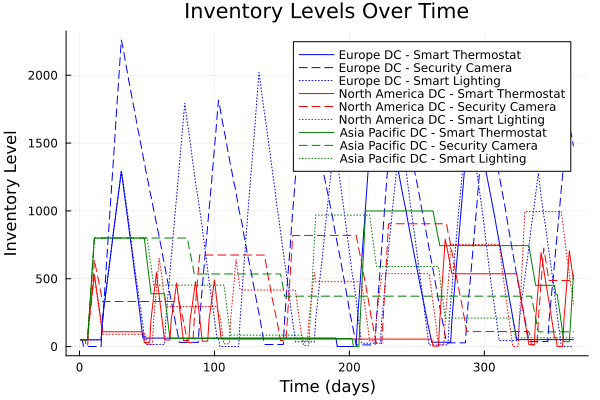 Inventory Levels Over Time
Inventory Level
2000
1500
1000
500
0
Europe DC - Smart Thermostat
Europe DC - Security Camera
Europe DC - Smart Lighting
North America DC - Smart Thermostat
North America DC - Security Camera
North America DC - Smart Lighting
Asia Pacific DC - Smart Thermostat
Asia Pacific DC - Security Camera
Asia Pacific DC - Smart Lighting
0 100 200 300
Time (days)